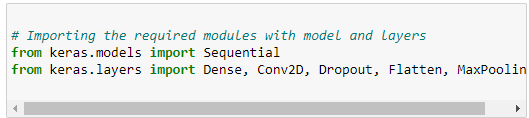 # Importing the required modules with model and layers
from keras.models import Sequential
from keras.layers import Dense, Conv2D, Dropout, Flatten, MaxPoolin